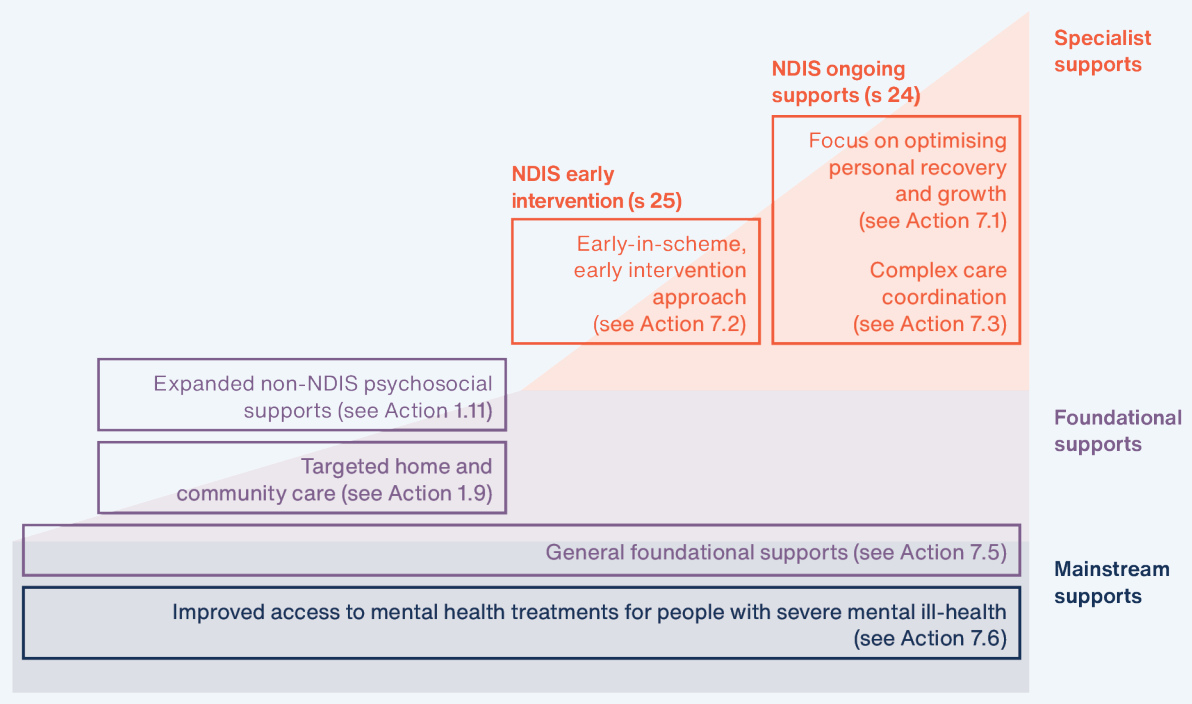 Specialist
supports
NDIS ongoing
supports (s 24)
Focus on optimising
personal recovery
and growth
(see Action 7.1)
Complex care
coordination
(see Action 7.3)
NDIS early
intervention (s 25)
Early-in-scheme,
early intervention
approach
(see Action 7.2)
Expanded non-NDIS psychosocial
supports (see Action 1.11)
Targeted home and
community care (see Action 1.9)
Foundational
supports
General foundational supports (see Action 7.5)
Mainstream
supports
Improved access to mental health treatments for people with severe mental ill-health
(see Action 7.6)